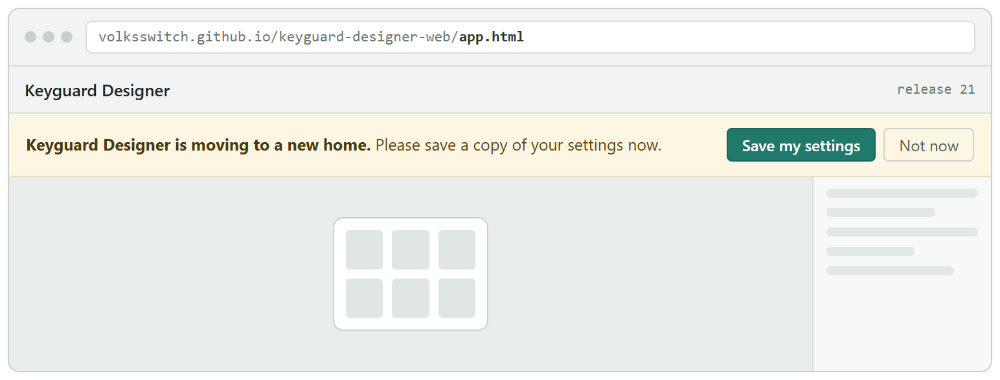 volksswitch.github.io/keyguard-designer-web/app.html
Keyguard Designer
release 21
Keyguard Designer is moving to a new home. Please save a copy of your settings now.
Save my settings
Not now